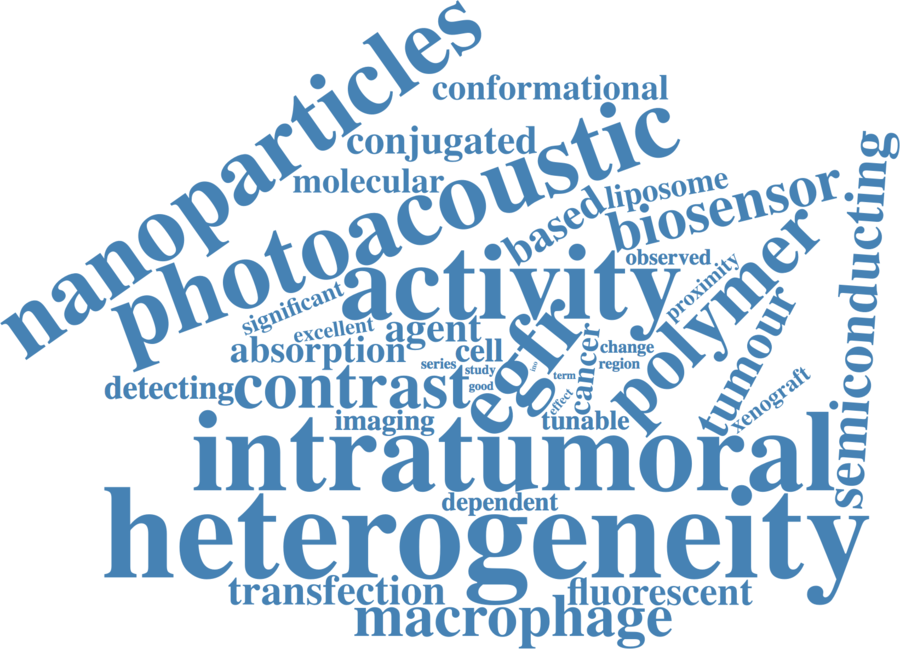 nanoparticles
conformational
photoacoustic
conjugated
molecular
semiconducting
liposome
based
biosensor
observed
activity
proximity
polymer
significant
excellent
agent
egfr
absorption
cell
cancer
change
series
study
term
region
tumour
detecting
contrast
good
effect
xenograft
imaging
tunable
intratumoral
dependent
heterogeneity
transfection
fluorescent
macrophage